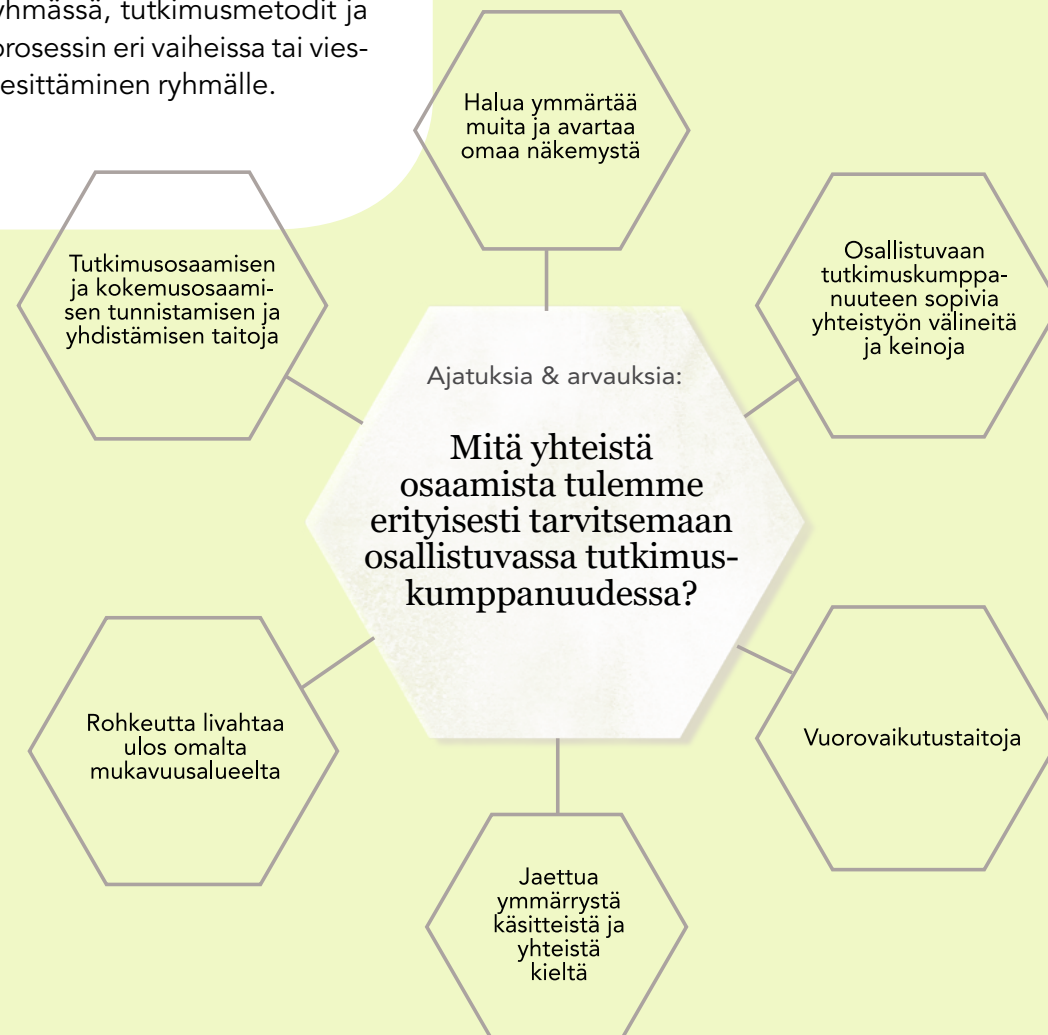 yhmässä, tutkimusmetodit ja
prosessin eri vaiheissa tai vies-
esittäminen ryhmälle.
Halua ymmärtää
muita ja avartaa
omaa näkemystä
Tutkimusosaamisen
ja kokemusosaami-
sen tunnistamisen ja
yhdistämisen taitoja
Osallistuvaan
tutkimuskumppa-
nuuteen sopivia
yhteistyön välineitä
ja keinoja
Ajatuksia & arvauksia:
Mitä yhteistä
osaamista tulemme
erityisesti tarvitsemaan
osallistuvassa tutkimus-
kumppanuudessa?
Rohkeutta livahtaa
ulos omalta
mukavuusalueelta
Vuorovaikutustaitoja
Jaettua
ymmärrystä
käsitteistä ja
yhteistä
kieltä